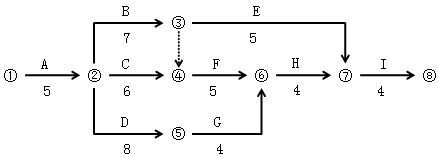 B ③ E
7 5
A C F H I
① ② ④ ⑥ ⑦ ⑧
5 6 5 4 4
D ⑤ G
8 4